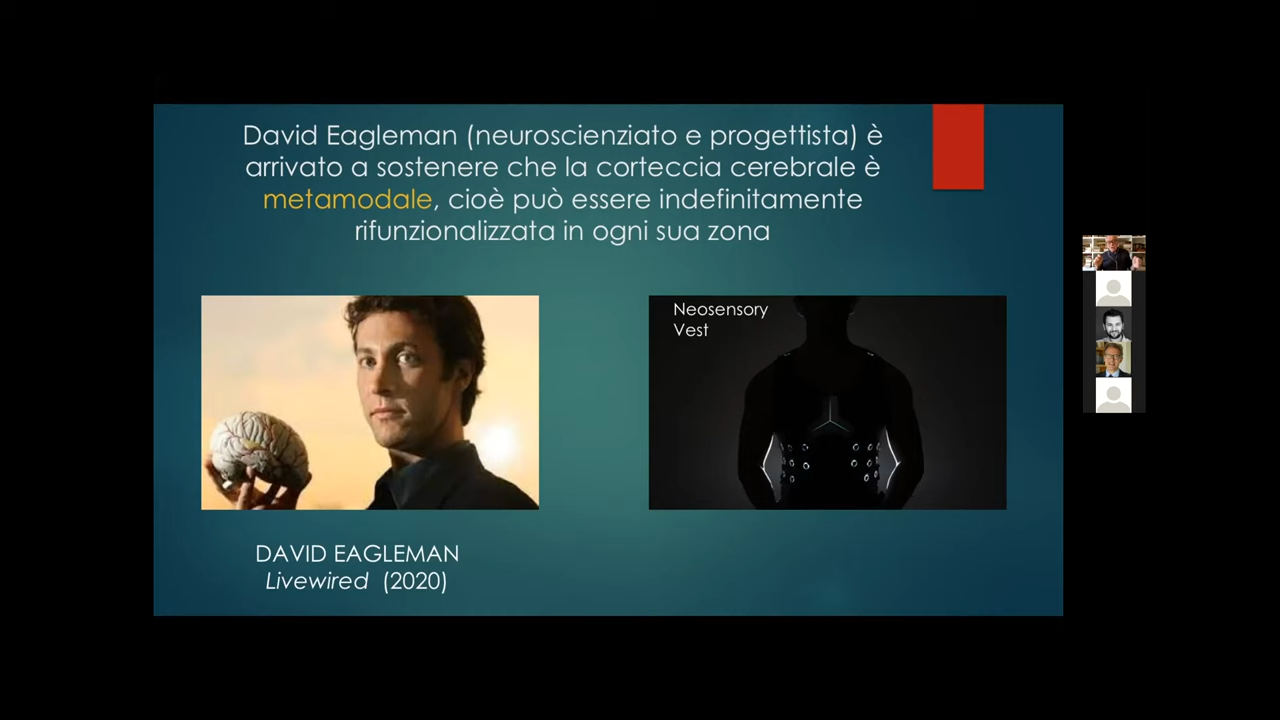 David Eagleman (neuroscienziato e progettista) è
arrivato a sostenere che la corteccia cerebrale è
metamodale, cioè può essere indefinitamente
rifunzionalizzata in ogni sua zona
Neosensory
Vest
DAVID EAGLEMAN
Livewired (2020)